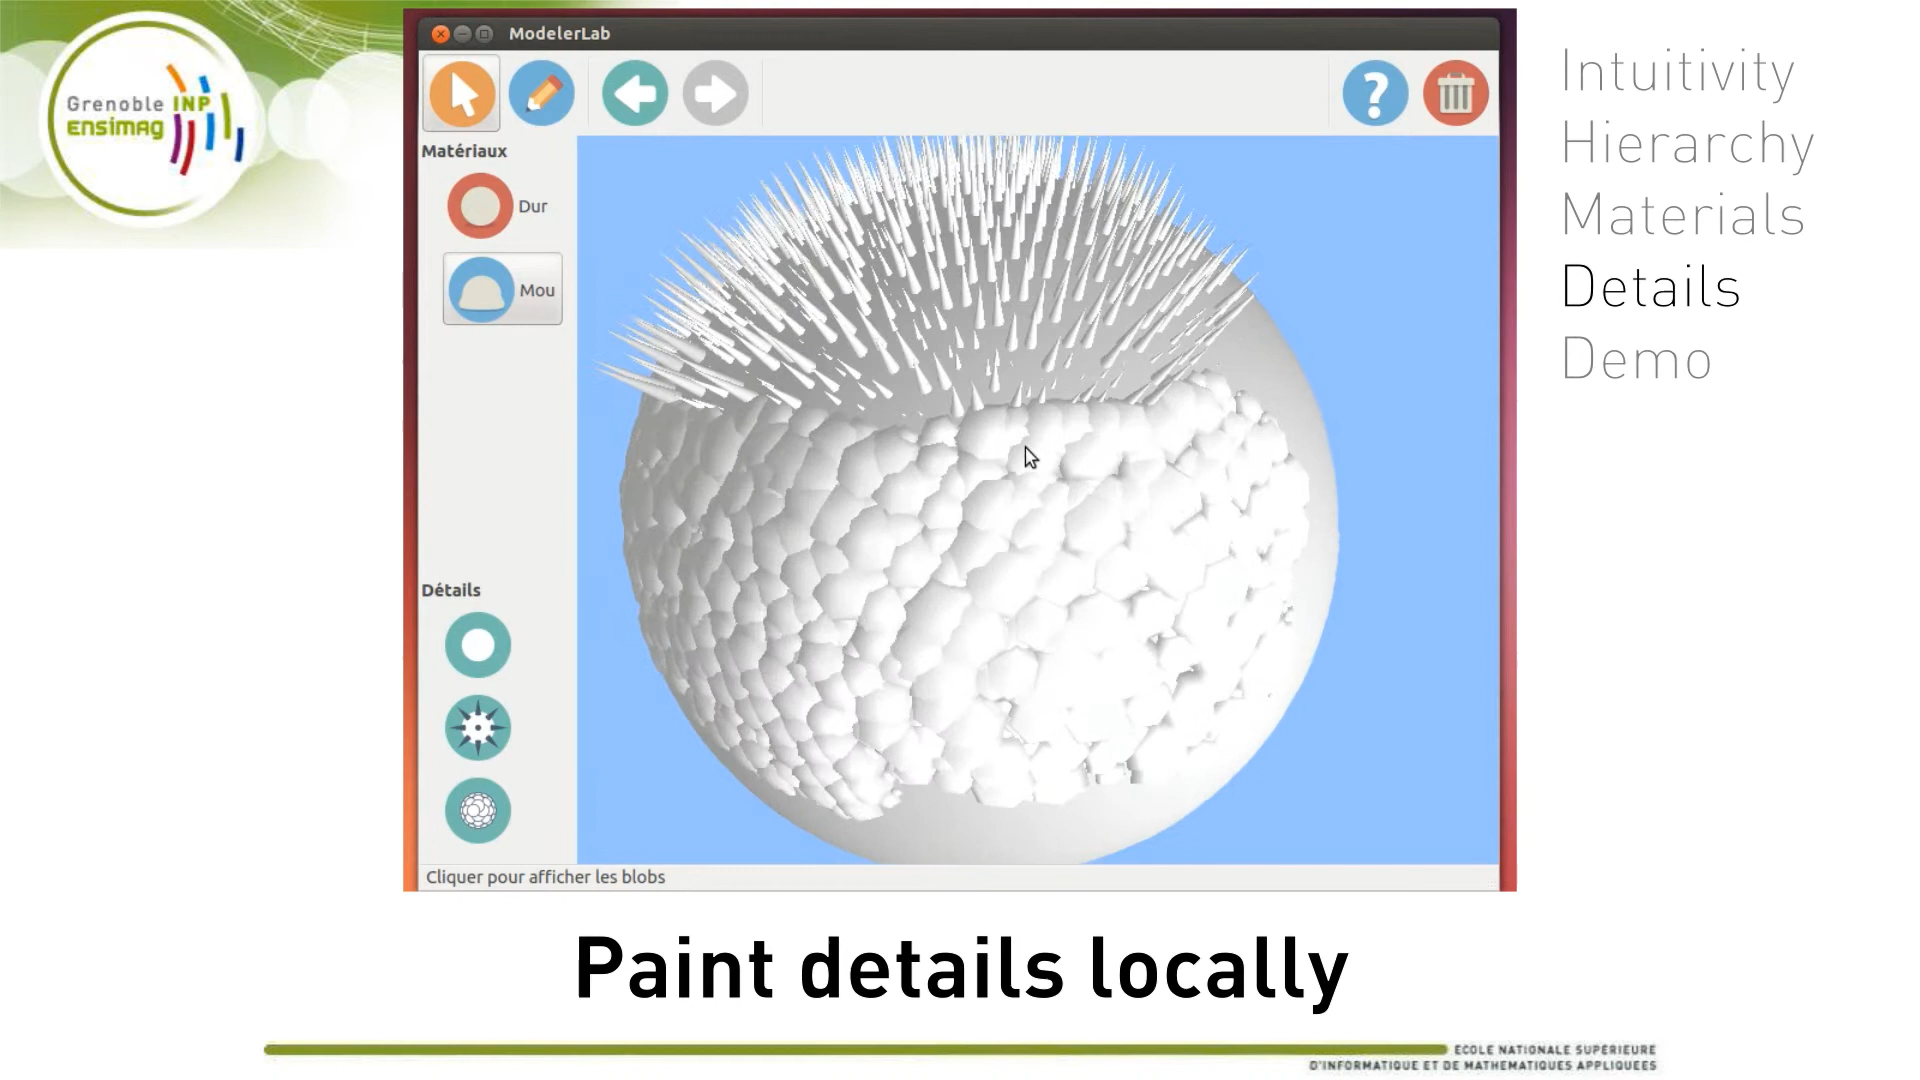 Grenoble INP
Ensimag
ModelerLab
?
Matériaux
Dur
Mou
Détails
Cliquer pour afficher les blobs
Intuitivity
Hierarchy
Materials
Details
Demo
Paint details locally
ECOLE NATIONALE SUPÉRIEURE
D'INFORMATIQUE ET DE MATHEMATIQUES APPLIQUEES